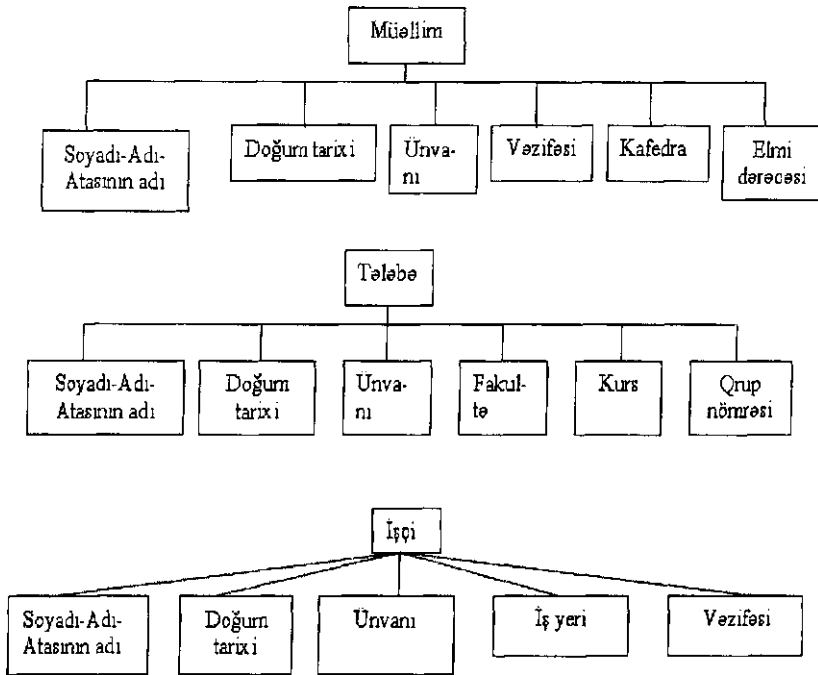 Müəllim
Soyadı-Adı-
Atasının adı
Doğum tarixi
Ünva-
nı
Vəzifəsi
Kafedra
Elmi
dərəcəsi
Tələbə
Soyadı-Adı-
Atasının adı
Doğum
tarixi
Ünva-
nı
Fakul-
tə
Kurs
Qrup
nömrəsi
İşçi
Soyadı-Adı-
Atasının adı
Doğum
tarixi
Ünvanı
İş yeri
Vəzifəsi